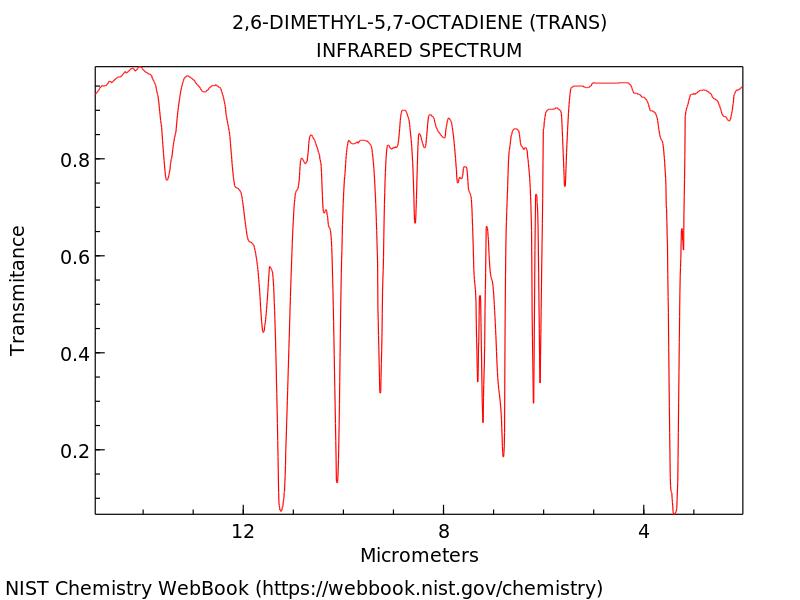 2,6-DIMETHYL-5,7-OCTADIENE (TRANS)
INFRARED SPECTRUM
Transmitance
0.8
0.6
0.4
0.2
12
8
4
Micrometers
NIST Chemistry WebBook (https://webbook.nist.gov/chemistry)